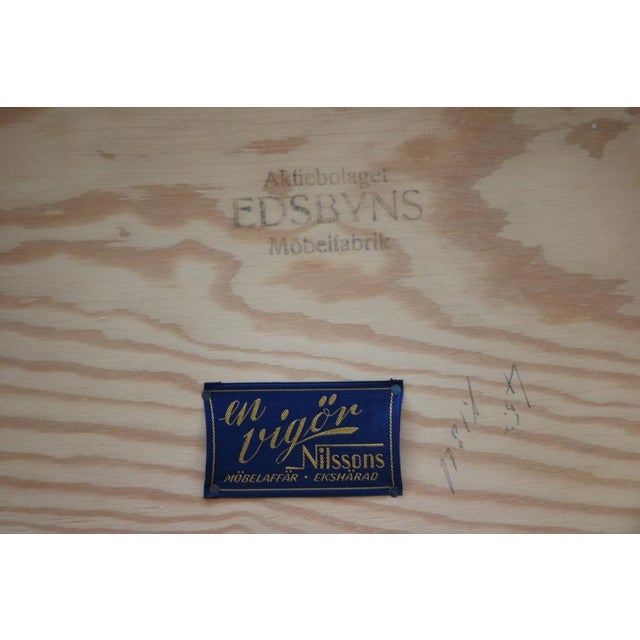 Aktiebolaget
EDSBYNS
Möbelfabrik
en
vigör
Nilssons
MÖBELAFFÄR · EKSHÄRAD